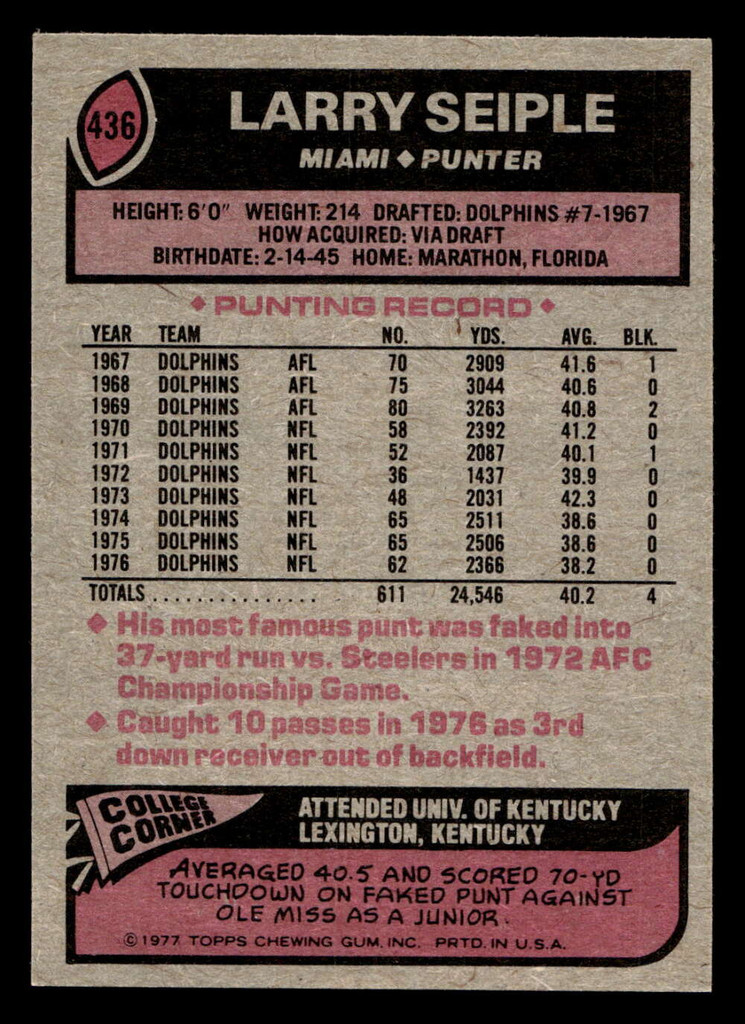 436
LARRY SEIPLE
MIAMI ♦ PUNTER
HEIGHT: 6'0" WEIGHT: 214 DRAFTED: DOLPHINS #7-1967
HOW ACQUIRED: VIA DRAFT
BIRTHDATE: 2-14-45 HOME: MARATHON, FLORIDA
♦ PUNTING RECORD ♦
YEAR TEAM NO. YDS. AVG. BLK.
1967 DOLPHINS AFL 70 2909 41.6 1
1968 DOLPHINS AFL 75 3044 40.6 0
1969 DOLPHINS AFL 80 3263 40.8 2
1970 DOLPHINS NFL 58 2392 41.2 0
1971 DOLPHINS NFL 52 2087 40.1 1
1972 DOLPHINS NFL 36 1437 39.9 0
1973 DOLPHINS NFL 48 2031 42.3 0
1974 DOLPHINS NFL 65 2511 38.6 0
1975 DOLPHINS NFL 65 2506 38.6 0
1976 DOLPHINS NFL 62 2366 38.2 0
TOTALS ............... 611 24,546 40.2 4
♦ His most famous punt was faked into
37-yard run vs. Steelers in 1972 AFC
Championship Game.
♦ Caught 10 passes in 1976 as 3rd
down receiver out of backfield.
COLLEGE
CORNER
ATTENDED UNIV. OF KENTUCKY
LEXINGTON, KENTUCKY
AVERAGED 40.5 AND SCORED 70-YD
TOUCHDOWN ON FAKED PUNT AGAINST
OLE MISS AS A JUNIOR.
© 1977 TOPPS CHEWING GUM, INC. PRTD. IN U.S.A.